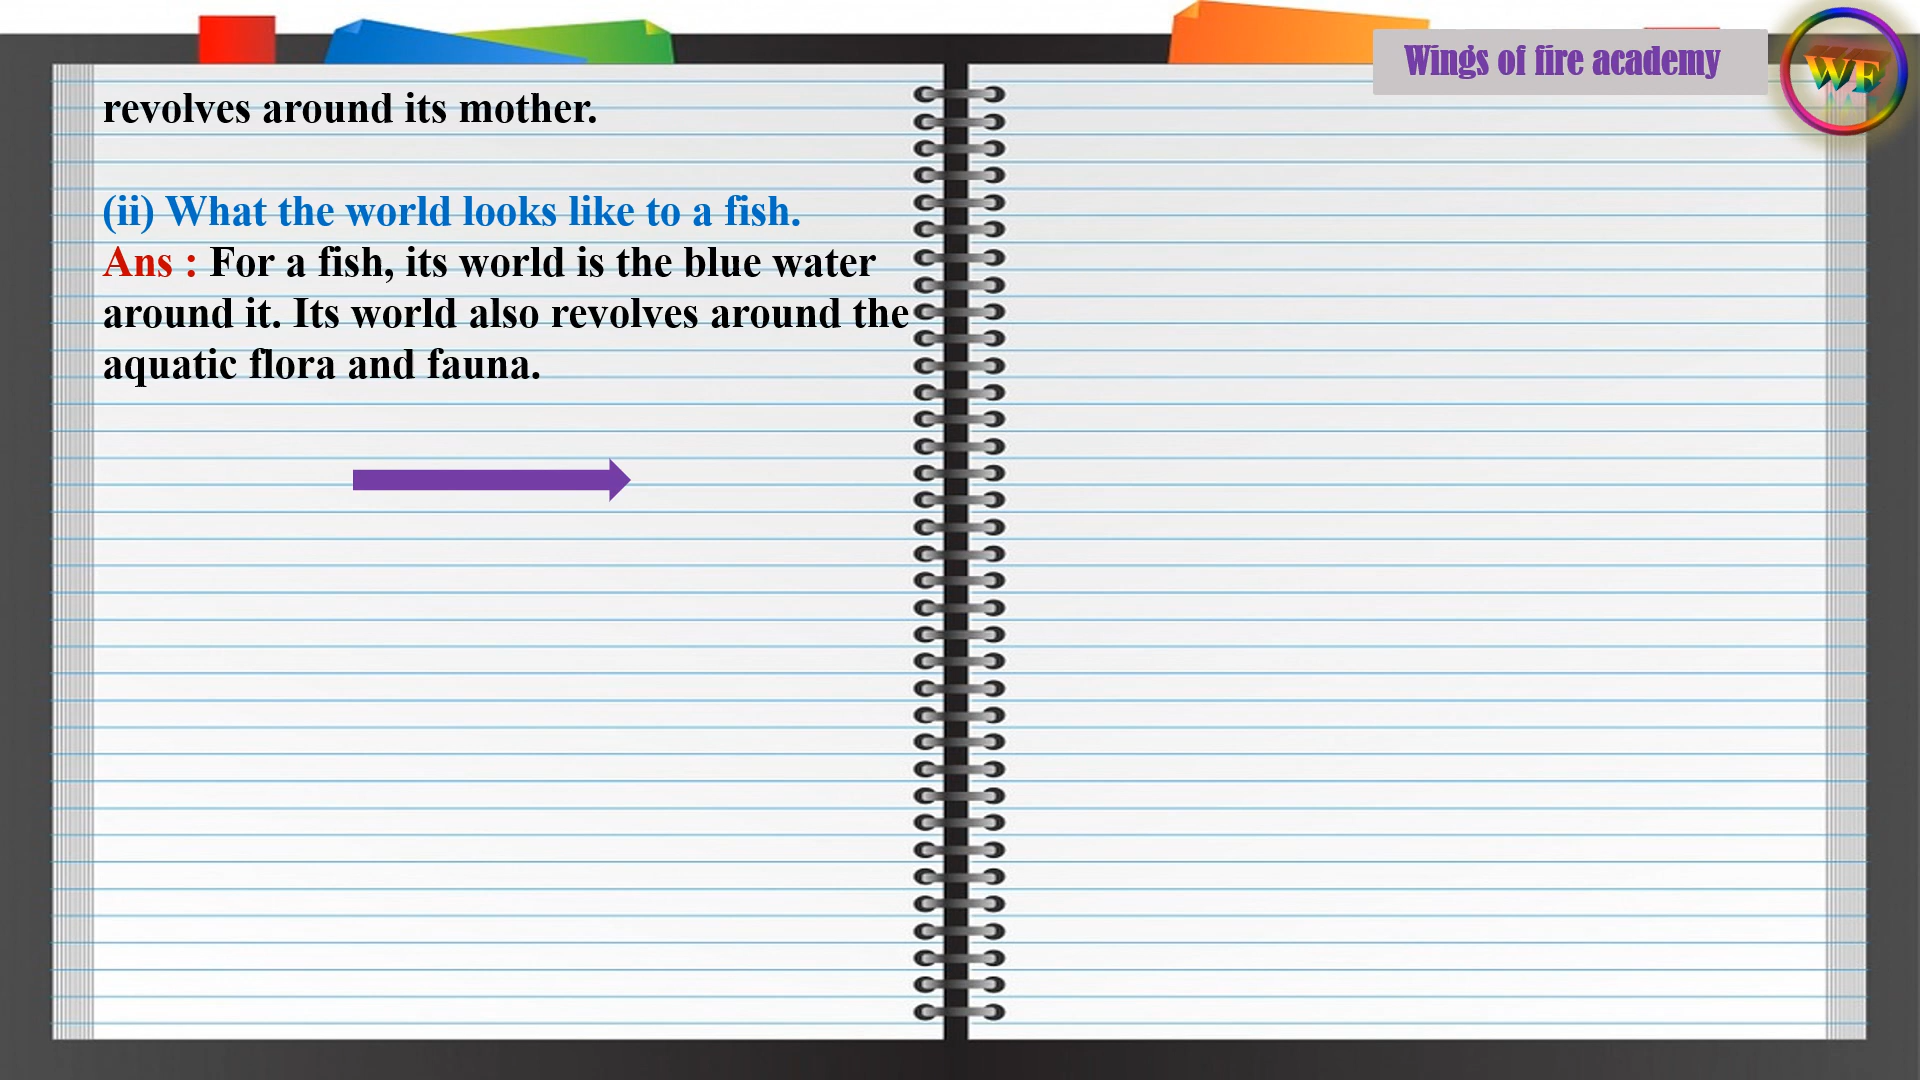 Wings of fire academy
WE
revolves around its mother.
(ii) What the world looks like to a fish.
Ans : For a fish, its world is the blue water
around it. Its world also revolves around the
aquatic flora and fauna.